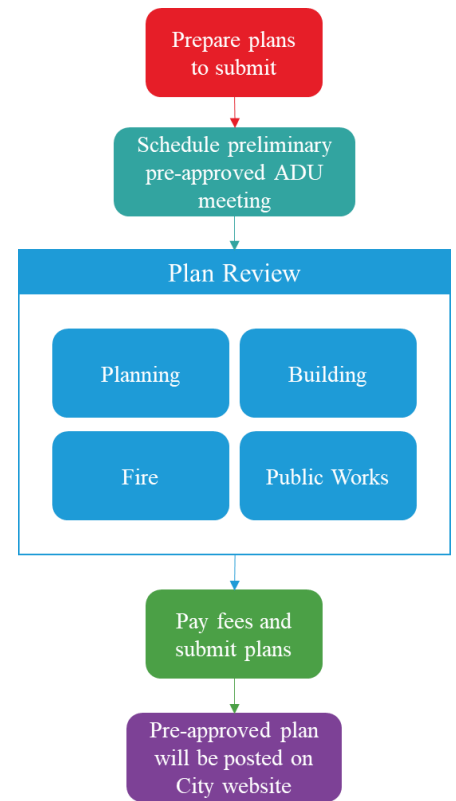 Prepare plans
to submit
Schedule preliminary
pre-approved ADU
meeting
Plan Review
Planning
Building
Fire
Public Works
Pay fees and
submit plans
Pre-approved plan
will be posted on
City website